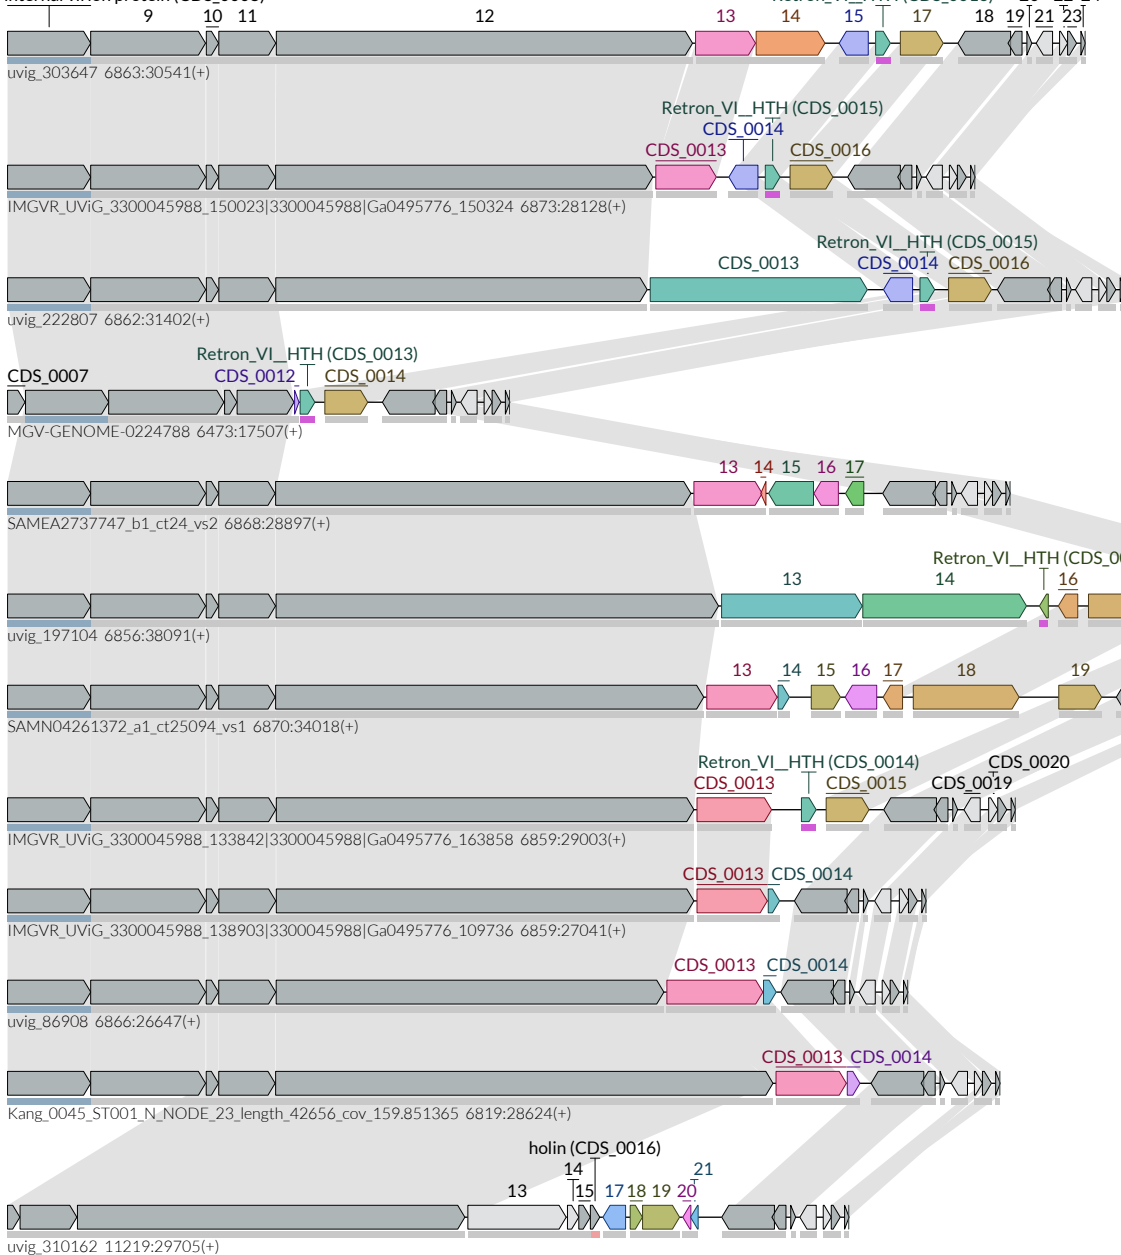 9 10 11 12 13 14 15 17 18 19 21 23
uvig_303647 6863:30541(+)
Retron_VI__HTH (CDS_0015)
CDS_0014
CDS_0013 CDS_0016
IMGVR_UViG_3300045988_150023|3300045988|Ga0495776_150324 6873:28128(+)
Retron_VI__HTH (CDS_0015)
CDS_0013 CDS_0014 CDS_0016
uvig_222807 6862:31402(+)
Retron_VI__HTH (CDS_0013)
CDS_0007 CDS_0012 CDS_0014
MGV-GENOME-0224788 6473:17507(+)
13 14 15 16 17
SAMEA2737747_b1_ct24_vs2 6868:28897(+)
Retron_VI__HTH (CDS_00
13 14 16
uvig_197104 6856:38091(+)
13 14 15 16 17 18 19
SAMN04261372_a1_ct25094_vs1 6870:34018(+)
Retron_VI__HTH (CDS_0014) CDS_0020
CDS_0013 CDS_0015 CDS_0019
IMGVR_UViG_3300045988_133842|3300045988|Ga0495776_163858 6859:29003(+)
CDS_0013 CDS_0014
IMGVR_UViG_3300045988_138903|3300045988|Ga0495776_109736 6859:27041(+)
CDS_0013 CDS_0014
uvig_86908 6866:26647(+)
CDS_0013 CDS_0014
Kang_0045_ST001_N_NODE_23_length_42656_cov_159.851365 6819:28624(+)
holin (CDS_0016)
14 21
13 15 17 18 19 20
uvig_310162 11219:29705(+)